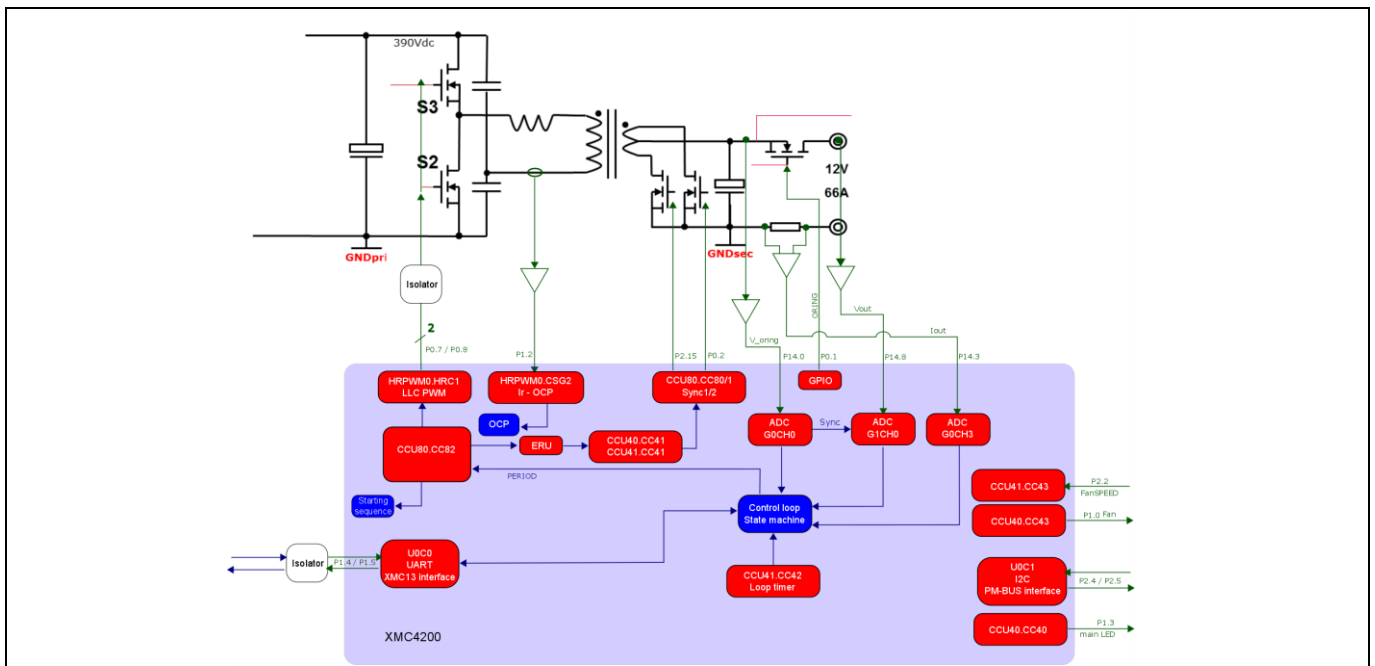 390Vdc
S3
S2
12V
66A
GNDpri
GNDsec
Isolator
ORING
Vout
Iout
2
V_oring
P0.7 / P0.8
P1.2
P2.15
P0.2
P14.0
P0.1
P14.8
P14.3
HRPWM0.HRC1
LLC PWM
HRPWM0.CSG2
Ir - OCP
CCU80.CC80/1
Sync1/2
GPIO
OCP
ADC
G0CH0
Sync
ADC
G1CH0
ADC
G0CH3
CCU80.CC82
ERU
CCU40.CC41
CCU41.CC41
PERIOD
CCU41.CC43
P2.2
FanSPEED
Starting
sequence
Control loop
State machine
CCU40.CC43
P1.0 Fan
Isolator
P1.4 / P1.5
U0C0
UART
XMC13 interface
CCU41.CC42
Loop timer
U0C1
I2C
PM-BUS interface
P2.4 / P2.5
XMC4200
CCU40.CC40
P1.3
main LED